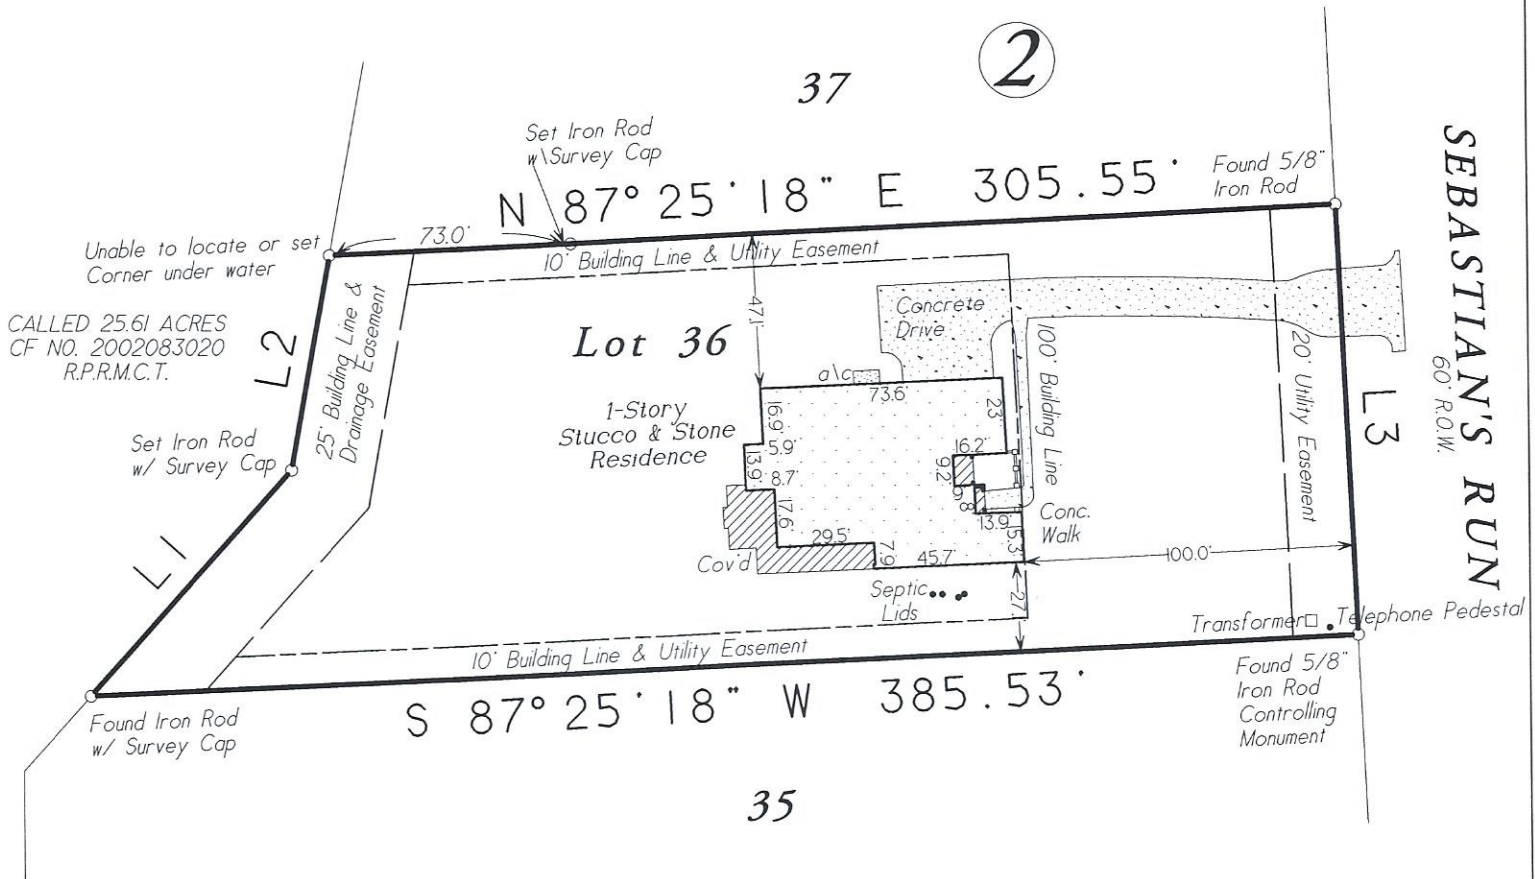 2
37
Set Iron Rod
w\Survey Cap
N 87° 25' 18" E 305.55'
Found 5/8"
Iron Rod
SEBASTIAN'S RUN
60' R.O.W.
Unable to locate or set
Corner under water
73.0'
10' Building Line & Utility Easement
CALLED 25.61 ACRES
CF NO. 2002083020
R.P.R.M.C.T.
L2
25' Building Line &
Drainage Easement
47.1'
Lot 36
Concrete
Drive
100' Building Line
20' Utility Easement
L3
a\c
73.6'
1-Story
Stucco & Stone
Residence
16.9'
5.9'
13.9'
8.7'
17.6'
29.5'
7.9'
45.7'
23'
16.2'
9.2'
9.8'
13.9'
15.3'
Conc.
Walk
100.0'
Set Iron Rod
w/ Survey Cap
L1
Cov'd
Septic
Lids
Transformer
Telephone Pedestal
10' Building Line & Utility Easement
S 87° 25' 18" W 385.53'
Found Iron Rod
w/ Survey Cap
Found 5/8"
Iron Rod
Controlling
Monument
35